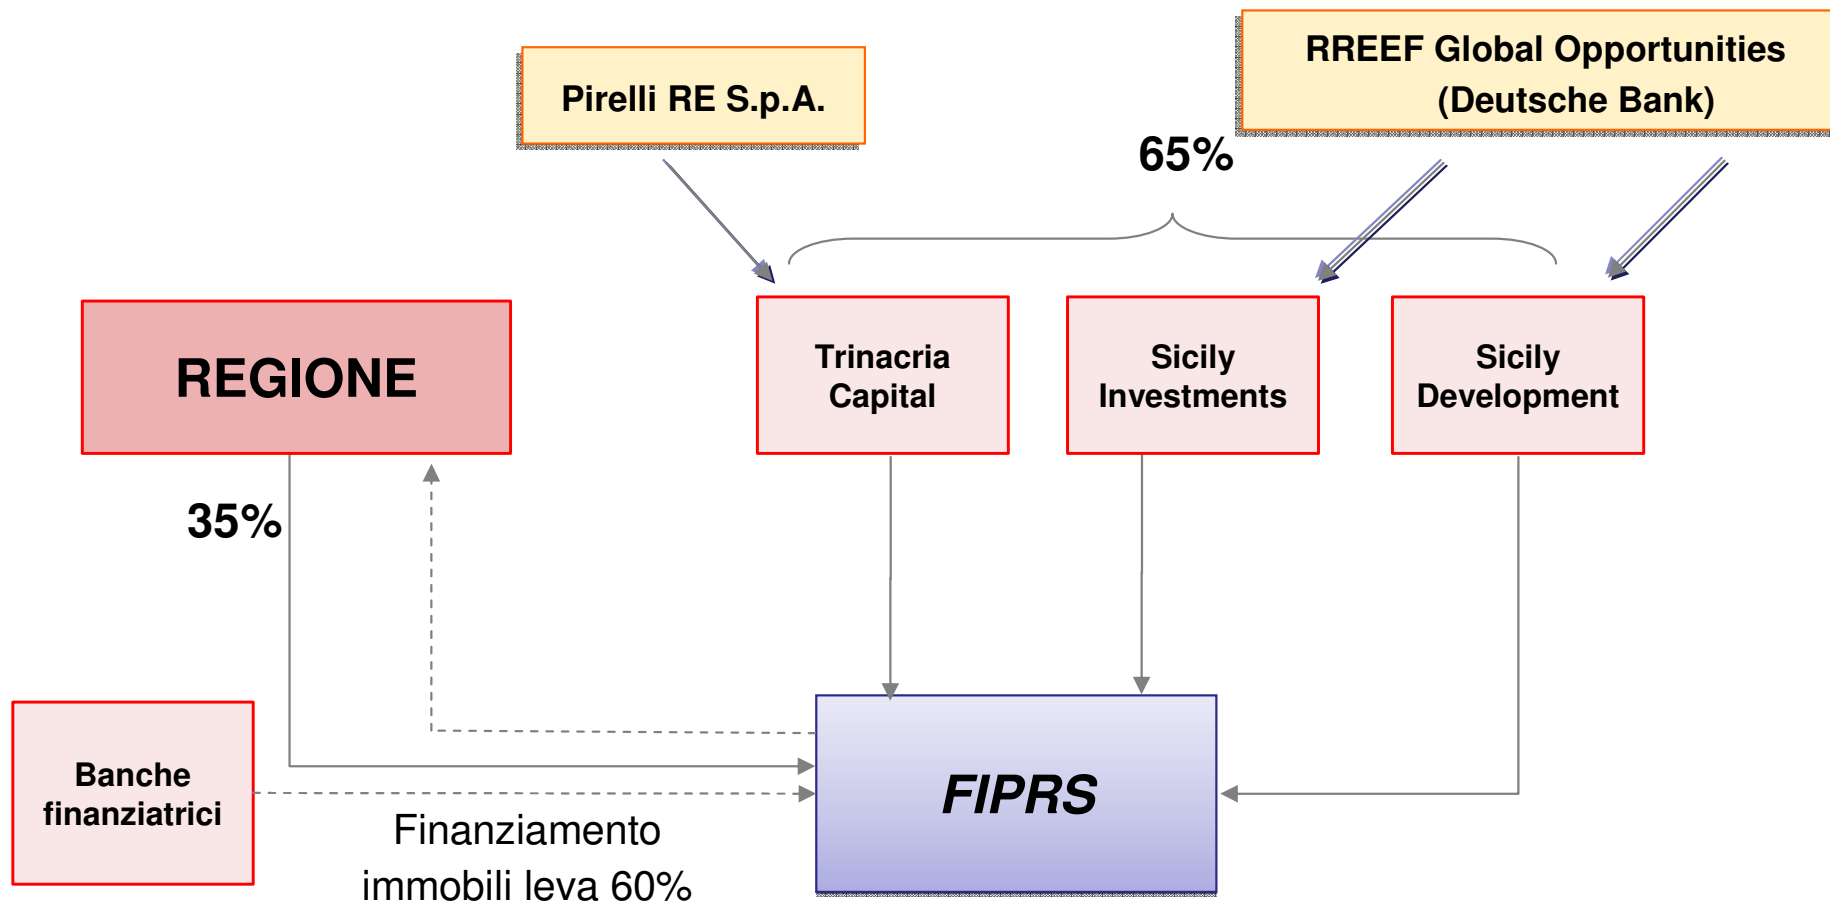 RREEF Global Opportunities
(Deutsche Bank)
Pirelli RE S.p.A.
65%
REGIONE
Trinacria
Capital
Sicily
Investments
Sicily
Development
35%
Banche
finanziatrici
FIPRS
Finanziamento
immobili leva 60%